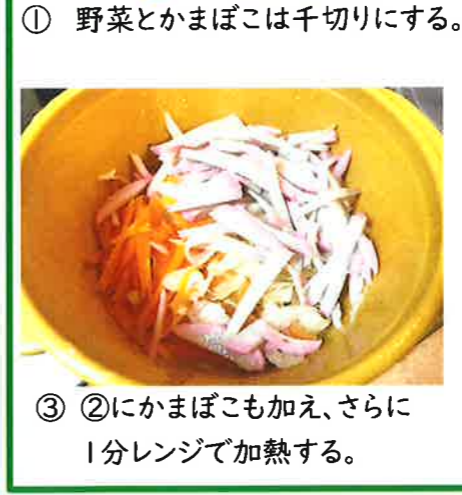 ① 野菜とかまぼこは千切りにする。
③ ②にかまぼこも加え、さらに
1分レンジで加熱する。